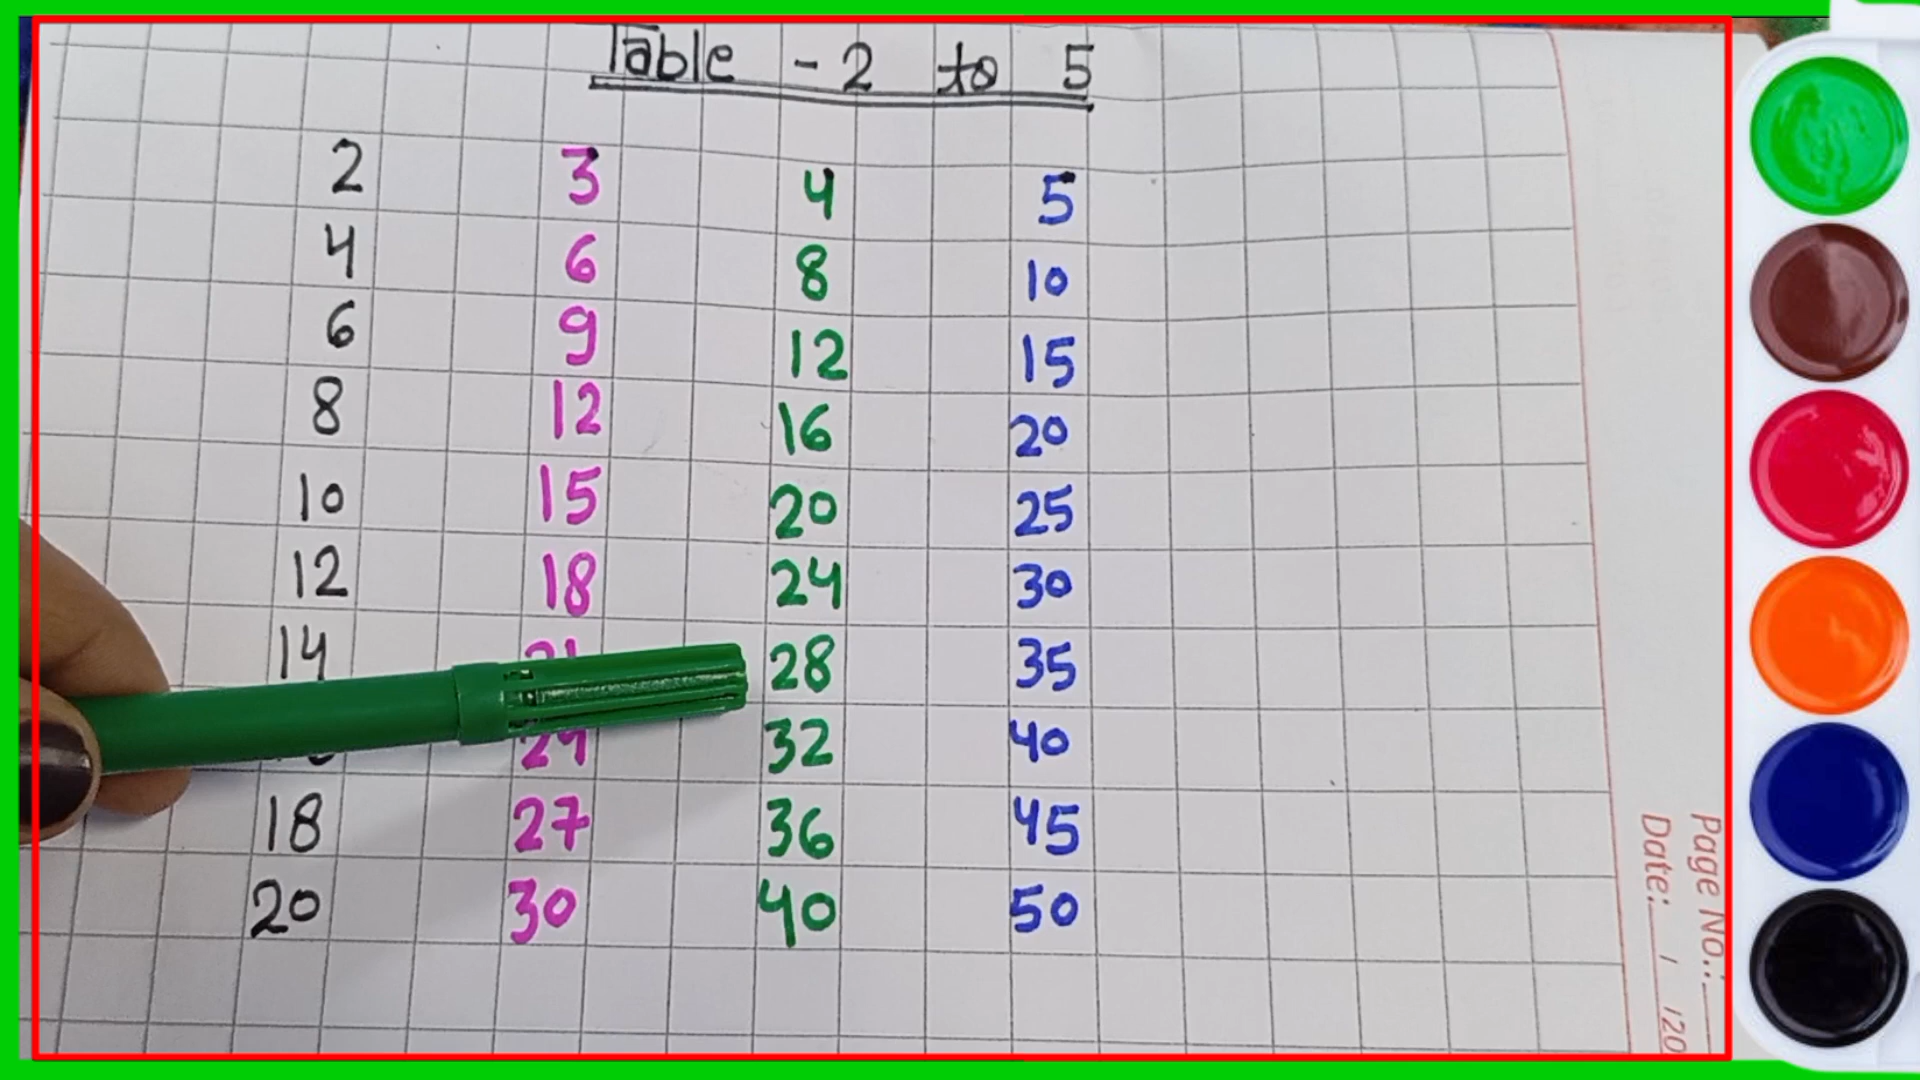 Table - 2 to 5
2 3 4 5
4 6 8 10
6 9 12 15
8 12 16 20
10 15 20 25
12 18 24 30
14 21 28 35
24 32 40
18 27 36 45
20 30 40 50
Page No.:
Date: / /20